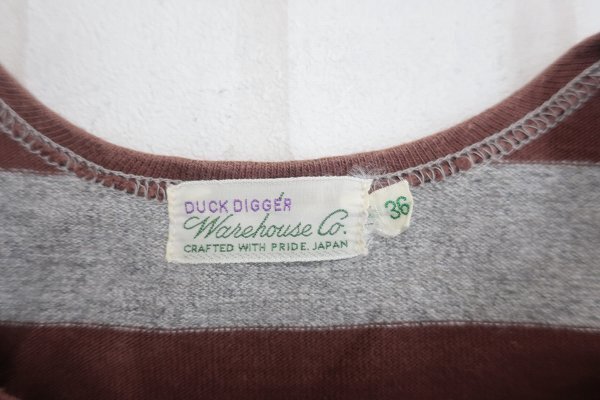 DUCK DIGGER
Warehouse Co.
CRAFTED WITH PRIDE. JAPAN
36